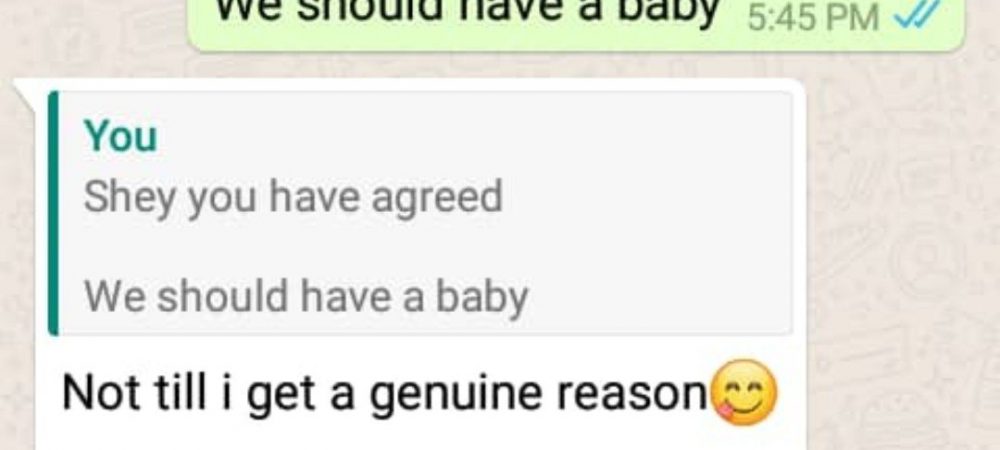 We should have a baby 5:45 PM
You
Shey you have agreed
We should have a baby
Not till i get a genuine reason😋